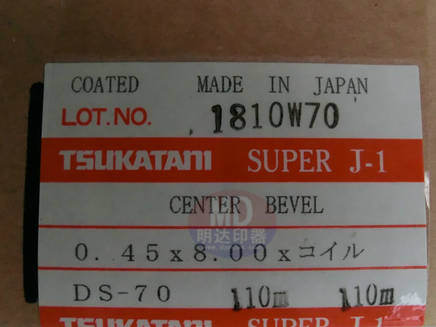 COATED MADE IN JAPAN
LOT.NO. 1810W70
TSUKATANI SUPER J-1
CENTER BEVEL
MD
明达印器
0.45x8.00xコイル
DS-70 110m 110m
TSUKATANI SUPER J-1